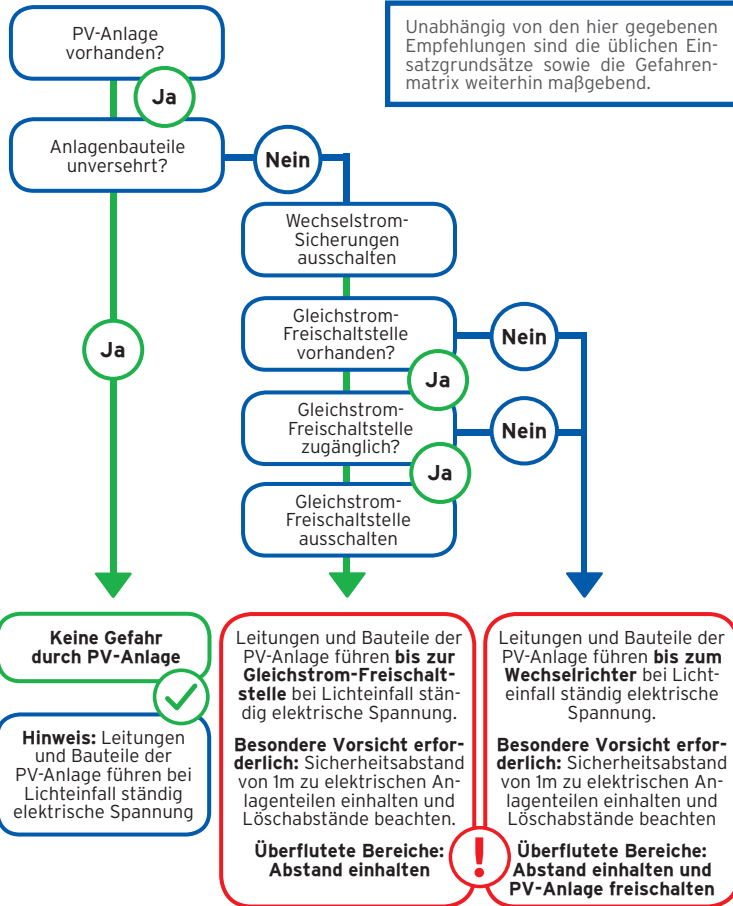 PV-Anlage
vorhanden?
Unabhängig von den hier gegebenen
Empfehlungen sind die üblichen Ein-
satzgrundsätze sowie die Gefahren-
matrix weiterhin maßgebend.
Ja
Anlagenbauteile
unversehrt?
Nein
Wechselstrom-
Sicherungen
ausschalten
Gleichstrom-
Freischaltstelle
vorhanden?
Nein
Ja
Ja
Gleichstrom-
Freischaltstelle
zugänglich?
Nein
Ja
Gleichstrom-
Freischaltstelle
ausschalten
Keine Gefahr
durch PV-Anlage
Hinweis: Leitungen
und Bauteile der
PV-Anlage führen bei
Lichteinfall ständig
elektrische Spannung
Leitungen und Bauteile der
PV-Anlage führen bis zur
Gleichstrom-Freischalt-
stelle bei Lichteinfall stän-
dig elektrische Spannung.
Besondere Vorsicht erfor-
derlich: Sicherheitsabstand
von 1m zu elektrischen An-
lagenteilen einhalten und
Löschabstände beachten.
Überflutete Bereiche:
Abstand einhalten
!
Leitungen und Bauteile der
PV-Anlage führen bis zum
Wechselrichter bei Licht-
einfall ständig elektrische
Spannung.
Besondere Vorsicht erfor-
derlich: Sicherheitsabstand
von 1m zu elektrischen An-
lagenteilen einhalten und
Löschabstände beachten
Überflutete Bereiche:
Abstand einhalten und
PV-Anlage freischalten